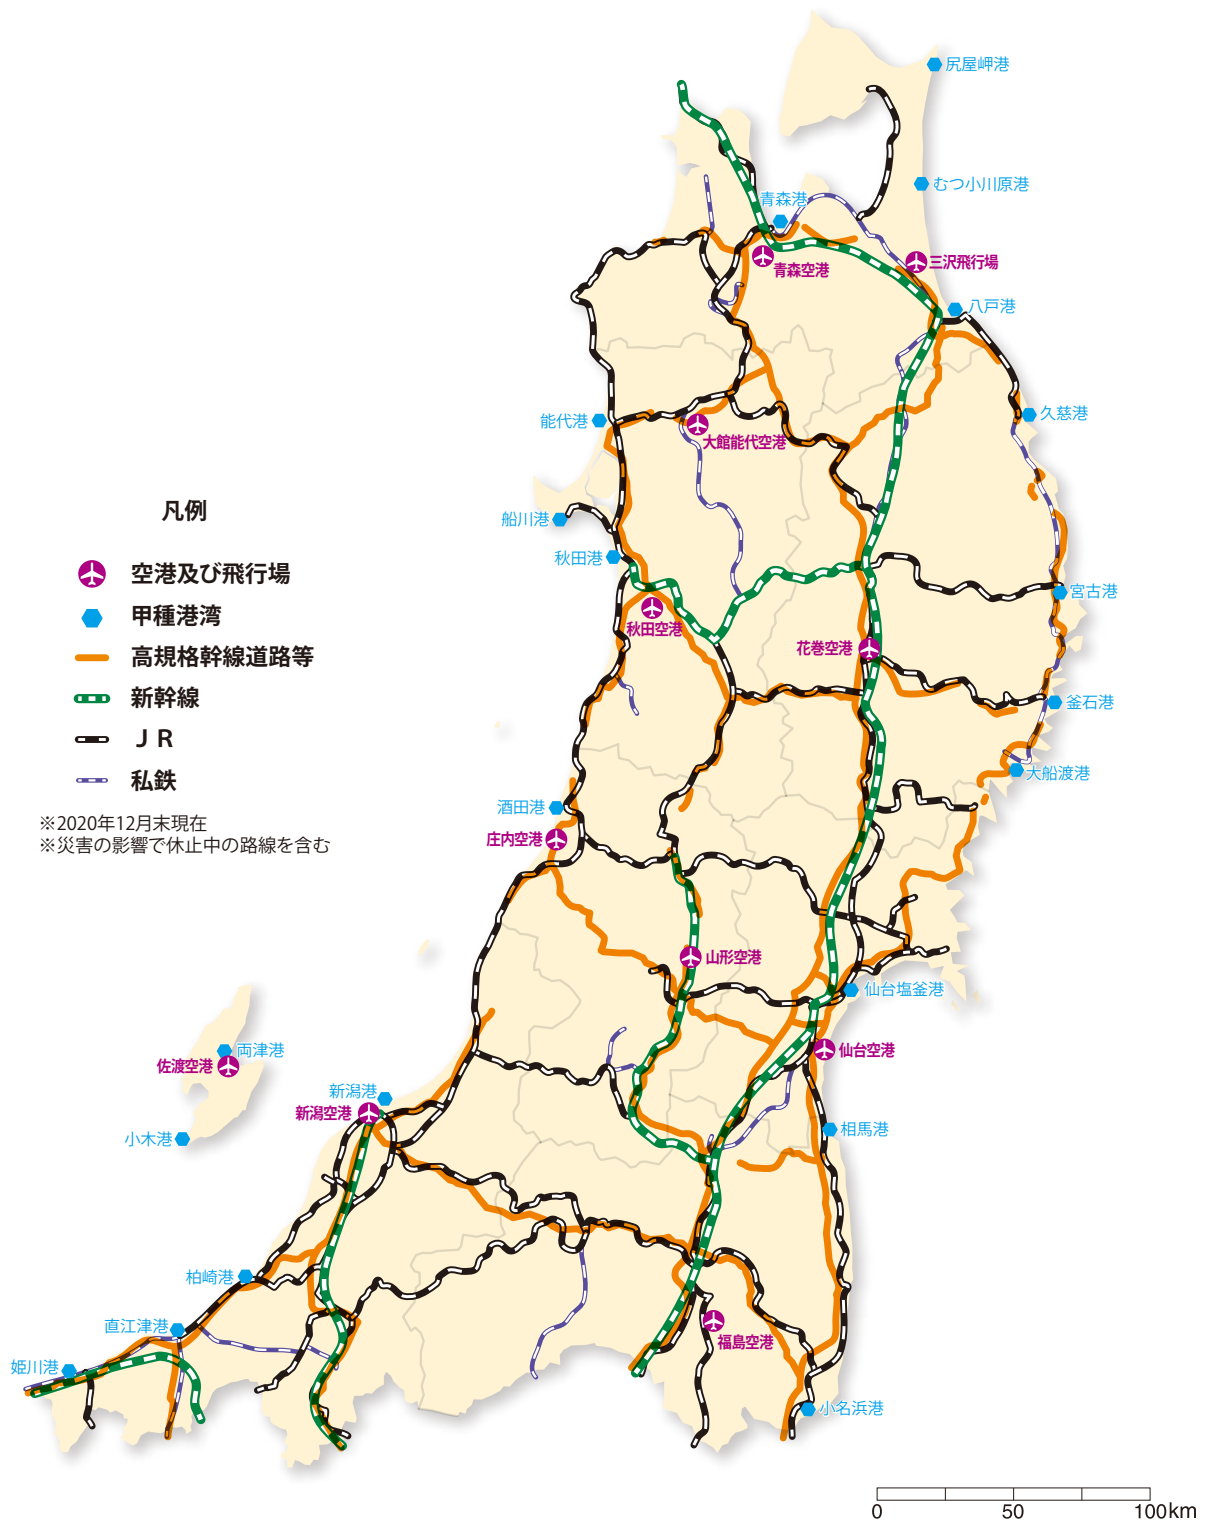 尻屋岬港
むつ小川原港
青森港
三沢飛行場
青森空港
八戸港
久慈港
能代港
大館能代空港
凡例
船川港
秋田港
空港及び飛行場
宮古港
甲種港湾
秋田空港
花巻空港
高規格幹線道路等
新幹線
釜石港
ＪＲ
大船渡港
私鉄
酒田港
※2020年12月末現在
※災害の影響で休止中の路線を含む
庄内空港
山形空港
仙台塩釜港
両津港
仙台空港
佐渡空港
新潟港
新潟空港
相馬港
小木港
柏崎港
直江津港
福島空港
姫川港
小名浜港
0 50 100km